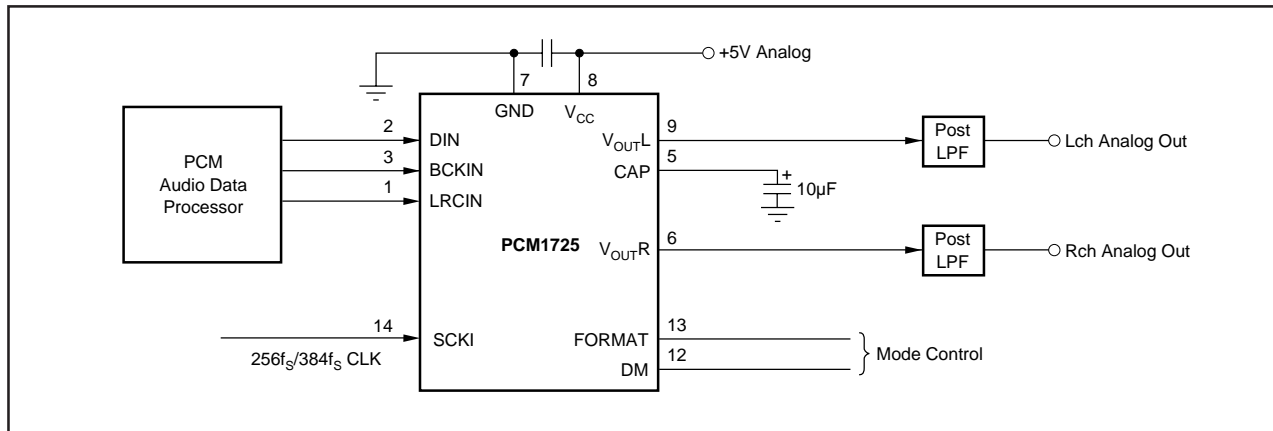 +5V Analog
7
8
GND
VCC
PCM
Audio Data
Processor
2
DIN
3
BCKIN
1
LRCIN
VOUTL
9
Post
LPF
Lch Analog Out
CAP
5
+
10µF
PCM1725
VOUTR
6
Post
LPF
Rch Analog Out
14
SCKI
256fS/384fS CLK
FORMAT
13
DM
12
Mode Control